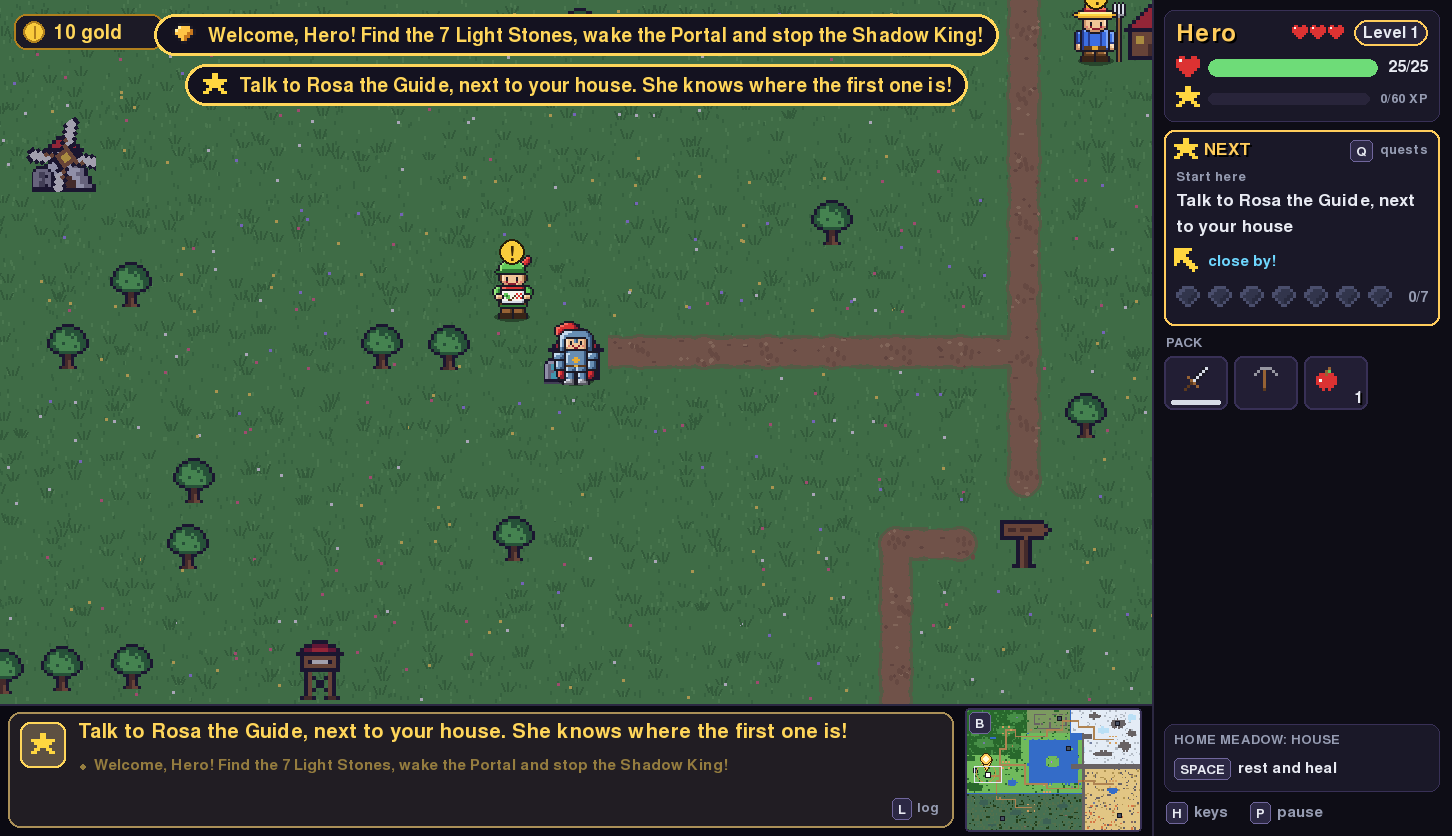 10 gold
Welcome, Hero! Find the 7 Light Stones, wake the Portal and stop the Shadow King!
Talk to Rosa the Guide, next to your house. She knows where the first one is!
Hero
Level 1
25/25
0/60 XP
NEXT
Q quests
Start here
Talk to Rosa the Guide, next
to your house
close by!
0/7
PACK
1
Talk to Rosa the Guide, next to your house. She knows where the first one is!
Welcome, Hero! Find the 7 Light Stones, wake the Portal and stop the Shadow King!
L log
B
HOME MEADOW: HOUSE
SPACE rest and heal
H keys P pause